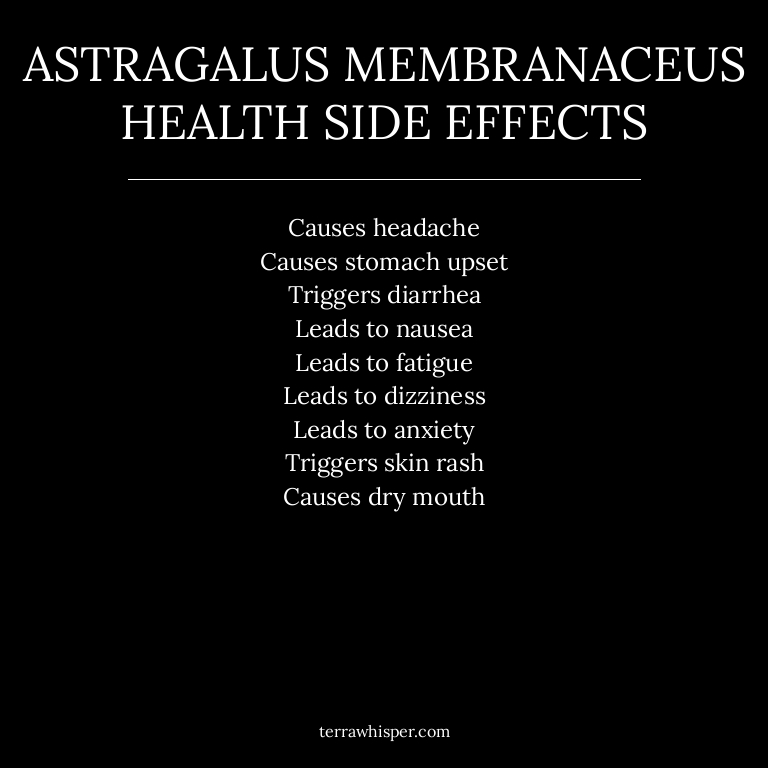 ASTRAGALUS MEMBRANACEUS
HEALTH SIDE EFFECTS
Causes headache
Causes stomach upset
Triggers diarrhea
Leads to nausea
Leads to fatigue
Leads to dizziness
Leads to anxiety
Triggers skin rash
Causes dry mouth
terrawhisper.com